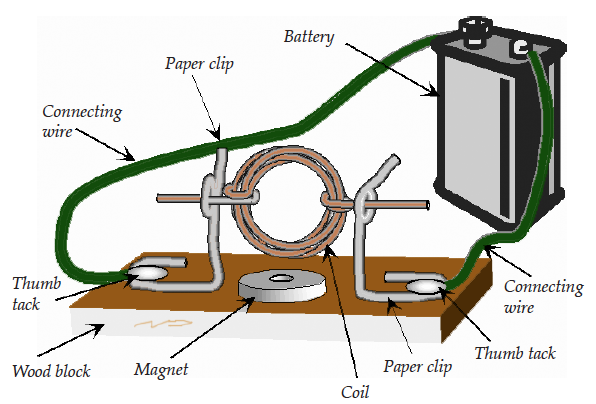 Battery
Paper clip
Connecting
wire
Thumb
tack
Connecting
wire
Wood block
Magnet
Coil
Paper clip
Thumb tack